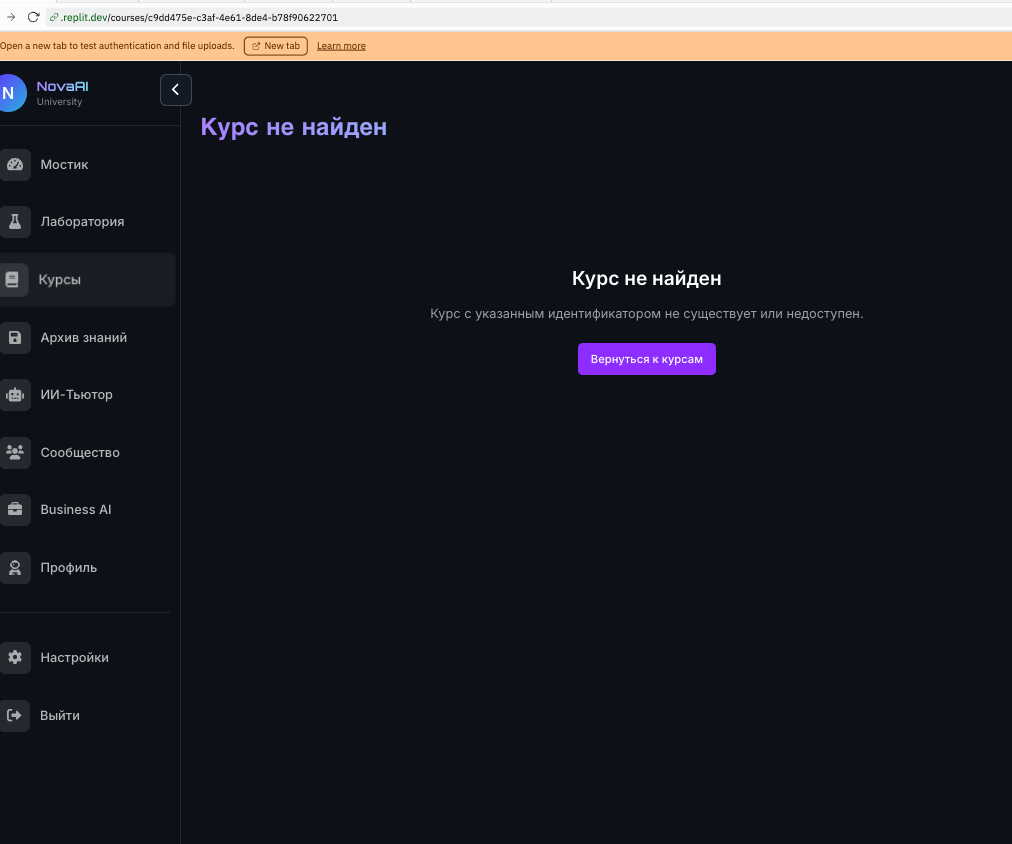 .replit.dev/courses/c9dd475e-c3af-4e61-8de4-b78f90622701
Open a new tab to test authentication and file uploads. New tab Learn more
N
NovaAI
University
Курс не найден
Мостик
Лаборатория
Курсы
Архив знаний
ИИ-Тьютор
Сообщество
Business AI
Профиль
Настройки
Выйти
Курс не найден
Курс с указанным идентификатором не существует или недоступен.
Вернуться к курсам